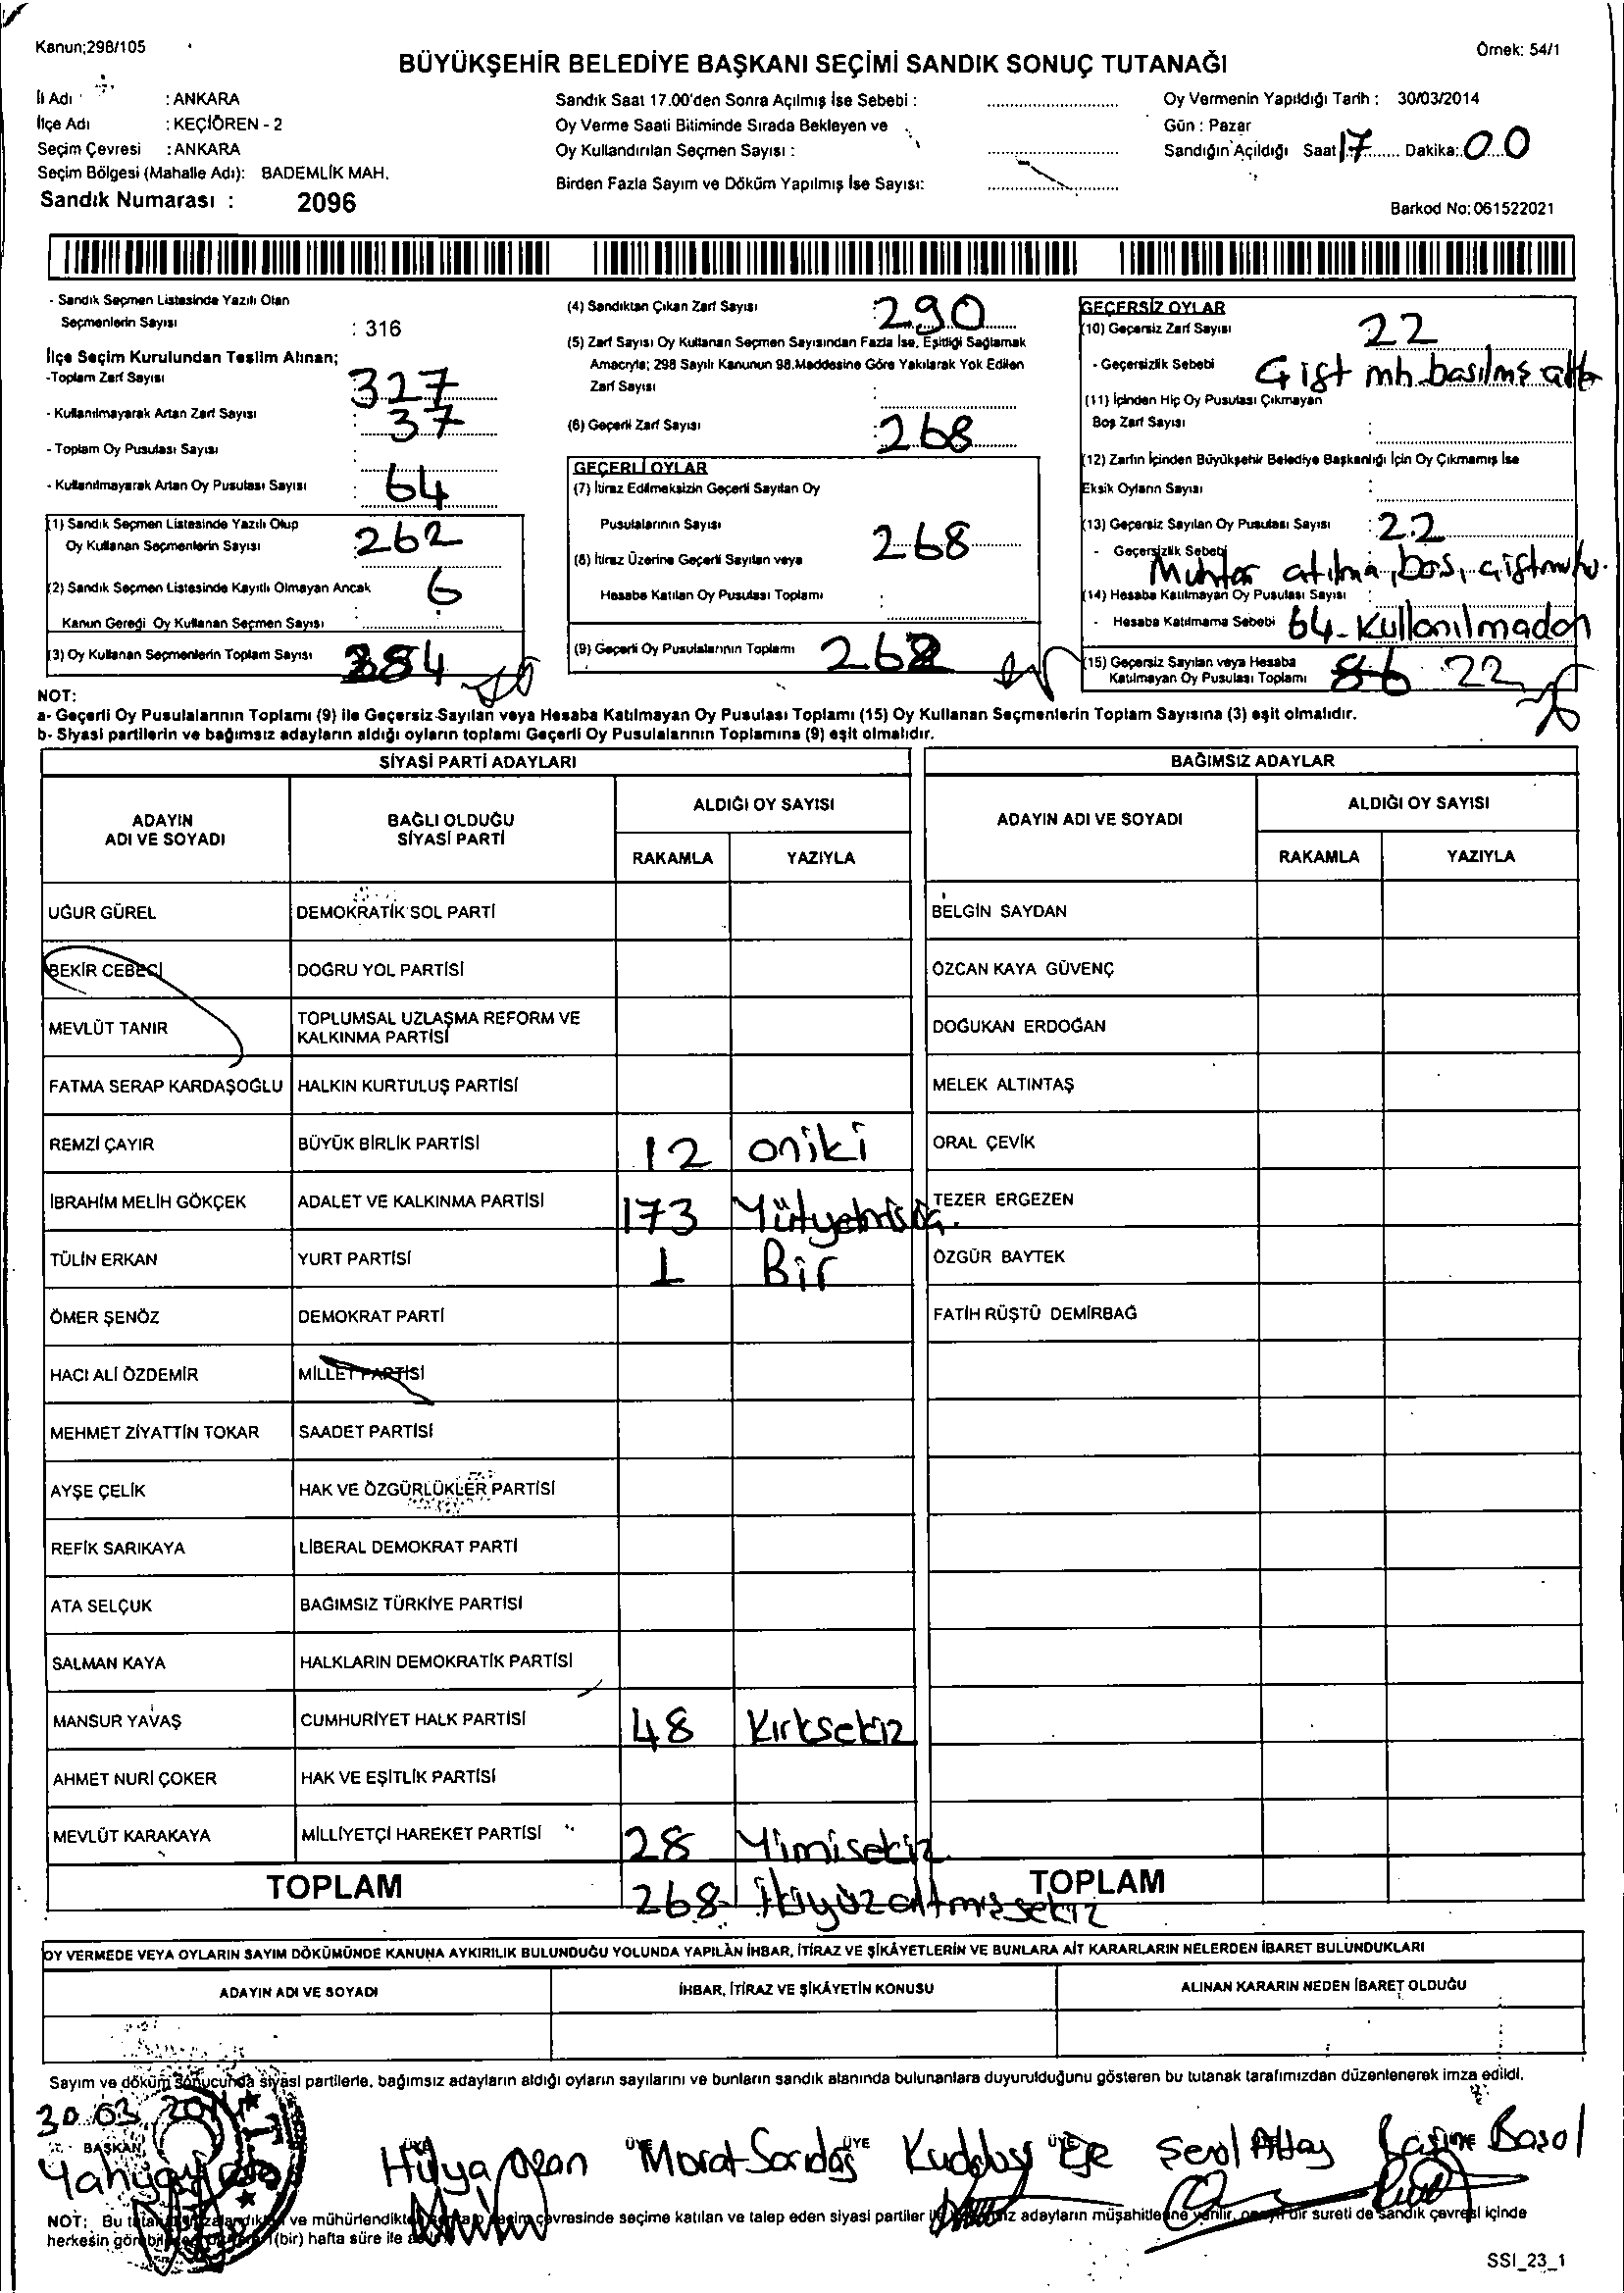 Kanun;298/105
Örnek: 54/1
BÜYÜKŞEHİR BELEDİYE BAŞKANI SEÇİMİ SANDIK SONUÇ TUTANAĞI
İl Adı : ANKARA
İlçe Adı : KEÇİÖREN - 2
Seçim Çevresi : ANKARA
Seçim Bölgesi (Mahalle Adı): BADEMLİK MAH.
Sandık Numarası : 2096
Sandık Saat 17.00'den Sonra Açılmış İse Sebebi :
Oy Verme Saati Bitiminde Sırada Bekleyen ve
Oy Kullandırılan Seçmen Sayısı :
Birden Fazla Sayım ve Döküm Yapılmış İse Sayısı:
Oy Vermenin Yapıldığı Tarih : 30/03/2014
Gün : Pazar
Sandığın Açıldığı Saat 17 Dakika: 00
Barkod No: 061522021
- Sandık Seçmen Listesinde Yazılı Olan
Seçmenlerin Sayısı : 316
İlçe Seçim Kurulundan Teslim Alınan;
-Toplam Zarf Sayısı : 327
- Kullanılmayarak Artan Zarf Sayısı : 37
- Toplam Oy Pusulası Sayısı :
- Kullanılmayarak Artan Oy Pusulası Sayısı : 64
(1) Sandık Seçmen Listesinde Yazılı Olup
Oy Kullanan Seçmenlerin Sayısı : 262
(2) Sandık Seçmen Listesinde Kayıtlı Olmayan Ancak
Kanun Gereği Oy Kullanan Seçmen Sayısı : 6
(3) Oy Kullanan Seçmenlerin Toplam Sayısı
(4) Sandıktan Çıkan Zarf Sayısı : 290
(5) Zarf Sayısı Oy Kullanan Seçmen Sayısından Fazla İse, Eşitliği Sağlamak
Amacıyla; 298 Sayılı Kanunun 98.Maddesine Göre Yakılarak Yok Edilen
Zarf Sayısı :
(6) Geçerli Zarf Sayısı : 268
GEÇERLİ OYLAR
(7) İtiraz Edilmeksizin Geçerli Sayılan Oy
Pusulalarının Sayısı : 268
(8) İtiraz Üzerine Geçerli Sayılan veya
Hesaba Katılan Oy Pusulası Toplamı :
(9) Geçerli Oy Pusulalarının Toplamı 268
GEÇERSİZ OYLAR
(10) Geçersiz Zarf Sayısı 22
- Geçersizlik Sebebi Çift mh. basılmş
(11) İçinden Hiç Oy Pusulası Çıkmayan
Boş Zarf Sayısı :
(12) Zarfın İçinden Büyükşehir Belediye Başkanlığı İçin Oy Çıkmamış İse
Eksik Oyların Sayısı :
(13) Geçersiz Sayılan Oy Pusulası Sayısı : 22
- Geçersizlik Sebebi
Muhtar atılma, bos,
(14) Hesaba Katılmayan Oy Pusulası Sayısı :
- Hesaba Katılmama Sebebi 64- Kullanılmadan
(15) Geçersiz Sayılan veya Hesaba
Katılmayan Oy Pusulası Toplamı 86 22
NOT:
a- Geçerli Oy Pusulalarının Toplamı (9) ile Geçersiz Sayılan veya Hesaba Katılmayan Oy Pusulası Toplamı (15) Oy Kullanan Seçmenlerin Toplam Sayısına (3) eşit olmalıdır.
b- Siyasi partilerin ve bağımsız adayların aldığı oyların toplamı Geçerli Oy Pusulalarının Toplamına (9) eşit olmalıdır.
SİYASİ PARTİ ADAYLARI
BAĞIMSIZ ADAYLAR
ADAYIN ADI VE SOYADI
BAĞLI OLDUĞU SİYASİ PARTİ
ALDIĞI OY SAYISI
RAKAMLA YAZIYLA
ADAYIN ADI VE SOYADI
ALDIĞI OY SAYISI
RAKAMLA YAZIYLA
UĞUR GÜREL DEMOKRATİK SOL PARTİ BELGİN SAYDAN
BEKİR CEBECİ DOĞRU YOL PARTİSİ ÖZCAN KAYA GÜVENÇ
MEVLÜT TANIR TOPLUMSAL UZLAŞMA REFORM VE KALKINMA PARTİSİ DOĞUKAN ERDOĞAN
FATMA SERAP KARDAŞOĞLU HALKIN KURTULUŞ PARTİSİ MELEK ALTINTAŞ
REMZİ ÇAYIR BÜYÜK BİRLİK PARTİSİ 12 oniki ORAL ÇEVİK
İBRAHİM MELİH GÖKÇEK ADALET VE KALKINMA PARTİSİ 173 TEZER ERGEZEN
TÜLİN ERKAN YURT PARTİSİ 1 Bir ÖZGÜR BAYTEK
ÖMER ŞENÖZ DEMOKRAT PARTİ FATİH RÜŞTÜ DEMİRBAĞ
HACI ALİ ÖZDEMİR MİLLET PARTİSİ
MEHMET ZİYATTİN TOKAR SAADET PARTİSİ
AYŞE ÇELİK HAK VE ÖZGÜRLÜKLER PARTİSİ
REFİK SARIKAYA LİBERAL DEMOKRAT PARTİ
ATA SELÇUK BAĞIMSIZ TÜRKİYE PARTİSİ
SALMAN KAYA HALKLARIN DEMOKRATİK PARTİSİ
MANSUR YAVAŞ CUMHURİYET HALK PARTİSİ 48 Kırksekiz
AHMET NURİ ÇOKER HAK VE EŞİTLİK PARTİSİ
MEVLÜT KARAKAYA MİLLİYETÇİ HAREKET PARTİSİ 28 Yimisekiz
TOPLAM 268 İkiyüzaltmışsekiz TOPLAM
OY VERMEDE VEYA OYLARIN SAYIM DÖKÜMÜNDE KANUNA AYKIRILIK BULUNDUĞU YOLUNDA YAPILAN İHBAR, İTİRAZ VE ŞİKÂYETLERİN VE BUNLARA AİT KARARLARIN NELERDEN İBARET BULUNDUKLARI
ADAYIN ADI VE SOYADI İHBAR, İTİRAZ VE ŞİKÂYETİN KONUSU ALINAN KARARIN NEDEN İBARET OLDUĞU
Sayım ve döküm sonucunda siyasi partilerle, bağımsız adayların aldığı oyların sayılarını ve bunların sandık alanında bulunanlara duyurulduğunu gösteren bu tutanak tarafımızdan düzenlenerek imza edildi.
30.03.2014
BAŞKAN ÜYE ÜYE ÜYE ÜYE
Hülya Murat Sarıdağ Kuddusi Ege Şenol Başol
NOT: Bu ve mühürlendikten çevresinde seçime katılan ve talep eden siyasi partiler adayların müşahitlerine verilir, bir sureti de sandık çevresi içinde
herkesin (bir) hafta süre ile
SSI_23_1